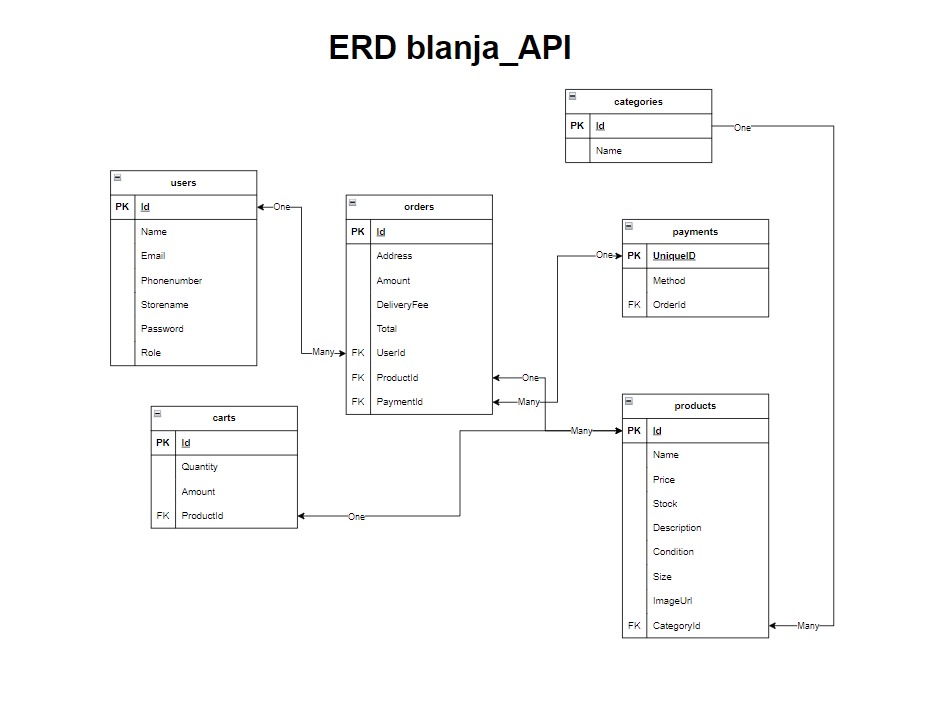 ERD blanja_API
categories
PK Id
Name
One
users
PK Id
Name
Email
Phonenumber
Storename
Password
Role
One
Many
orders
PK Id
Address
Amount
DeliveryFee
Total
FK UserId
FK ProductId
FK PaymentId
One
Many
payments
One
PK UniqueID
Method
FK OrderId
carts
PK Id
Quantity
Amount
FK ProductId
One
Many
products
PK Id
Name
Price
Stock
Description
Condition
Size
ImageUrl
FK CategoryId
Many